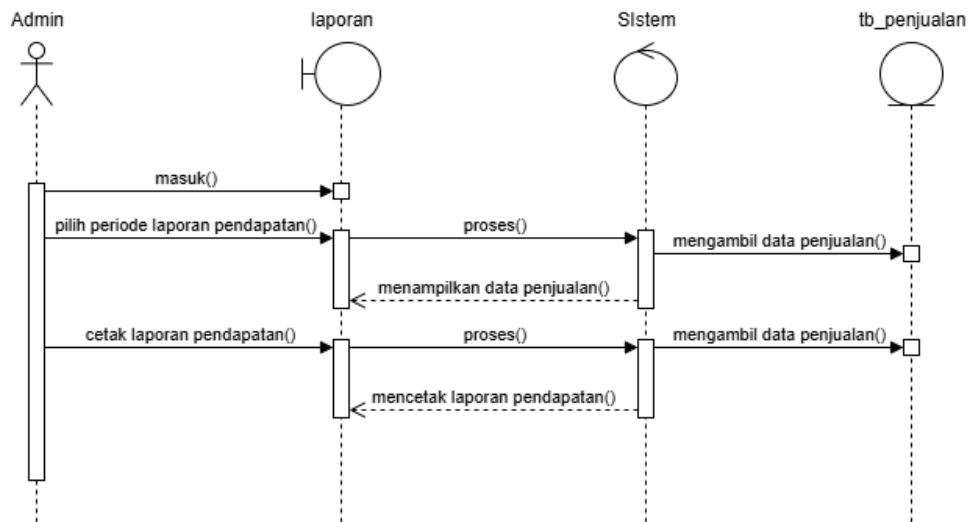 Admin
laporan
SIstem
tb_penjualan
masuk()
pilih periode laporan pendapatan()
proses()
mengambil data penjualan()
menampilkan data penjualan()
cetak laporan pendapatan()
proses()
mengambil data penjualan()
mencetak laporan pendapatan()